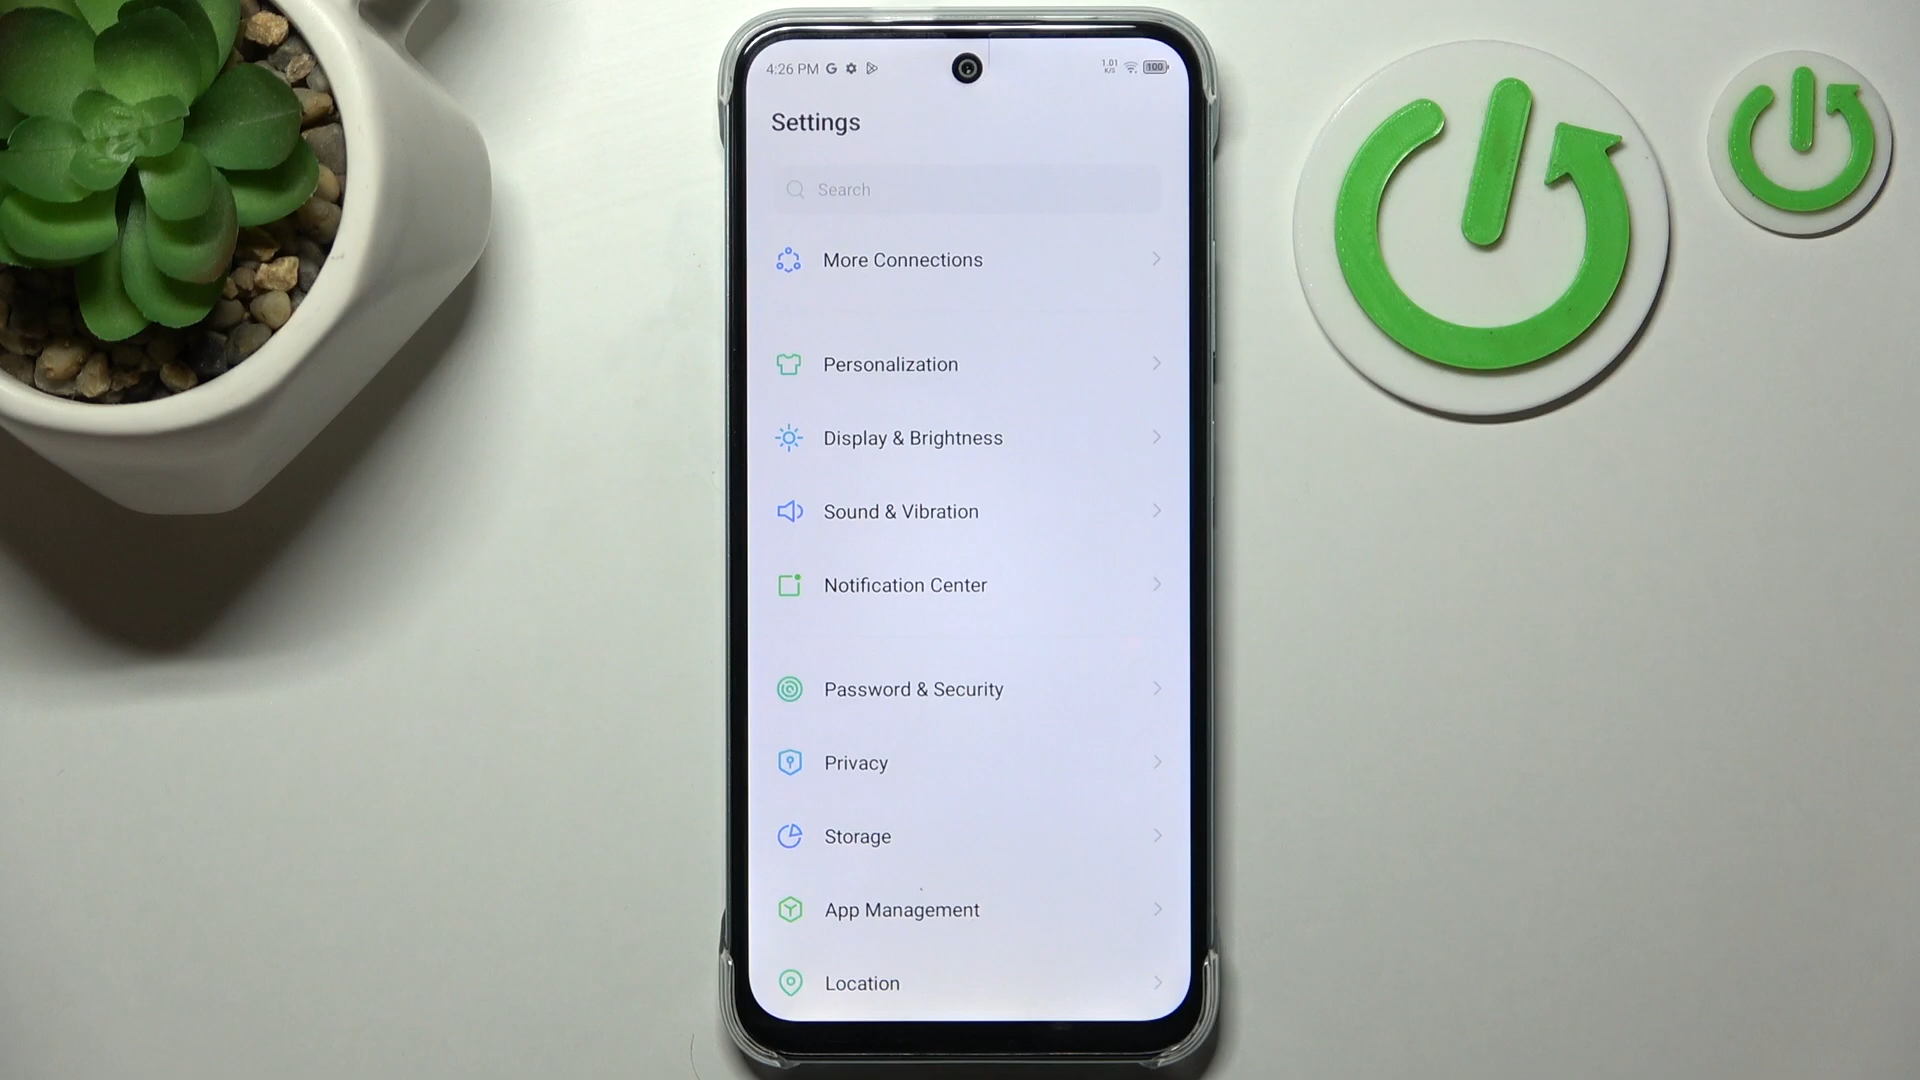 4:26 PM
1.01
K/S
100
Settings
Search
More Connections
Personalization
Display & Brightness
Sound & Vibration
Notification Center
Password & Security
Privacy
Storage
App Management
Location